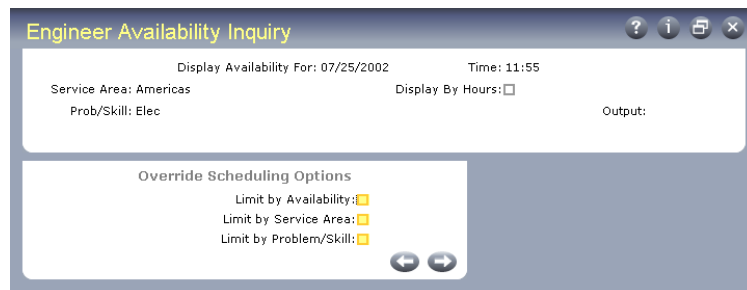 Engineer Availability Inquiry
? i
Display Availability For: 07/25/2002 Time: 11:55
Service Area: Americas Display By Hours:
Prob/Skill: Elec Output:
Override Scheduling Options
Limit by Availability:
Limit by Service Area:
Limit by Problem/Skill: